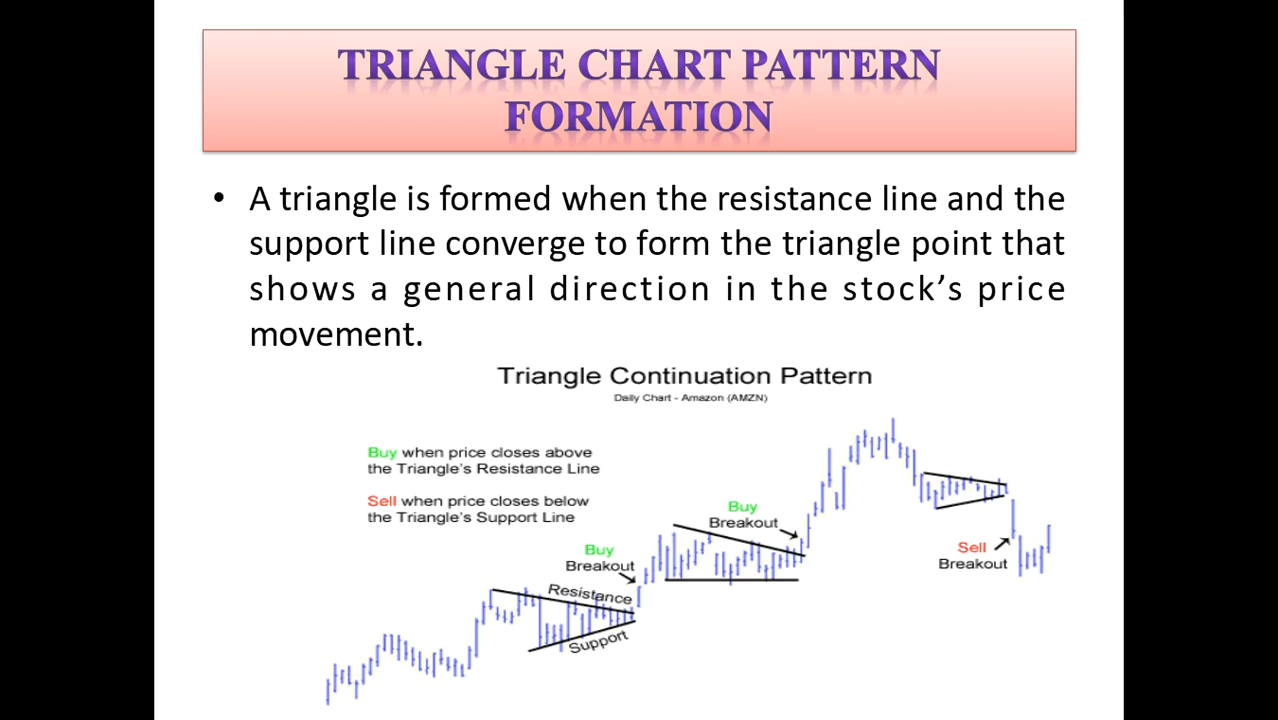 TRIANGLE CHART PATTERN
FORMATION
• A triangle is formed when the resistance line and the
support line converge to form the triangle point that
shows a general direction in the stock’s price
movement.
Triangle Continuation Pattern
Daily Chart - Amazon (AMZN)
Buy when price closes above
the Triangle's Resistance Line
Sell when price closes below
the Triangle's Support Line
Buy
Breakout
Resistance
Support
Buy
Breakout
Sell
Breakout